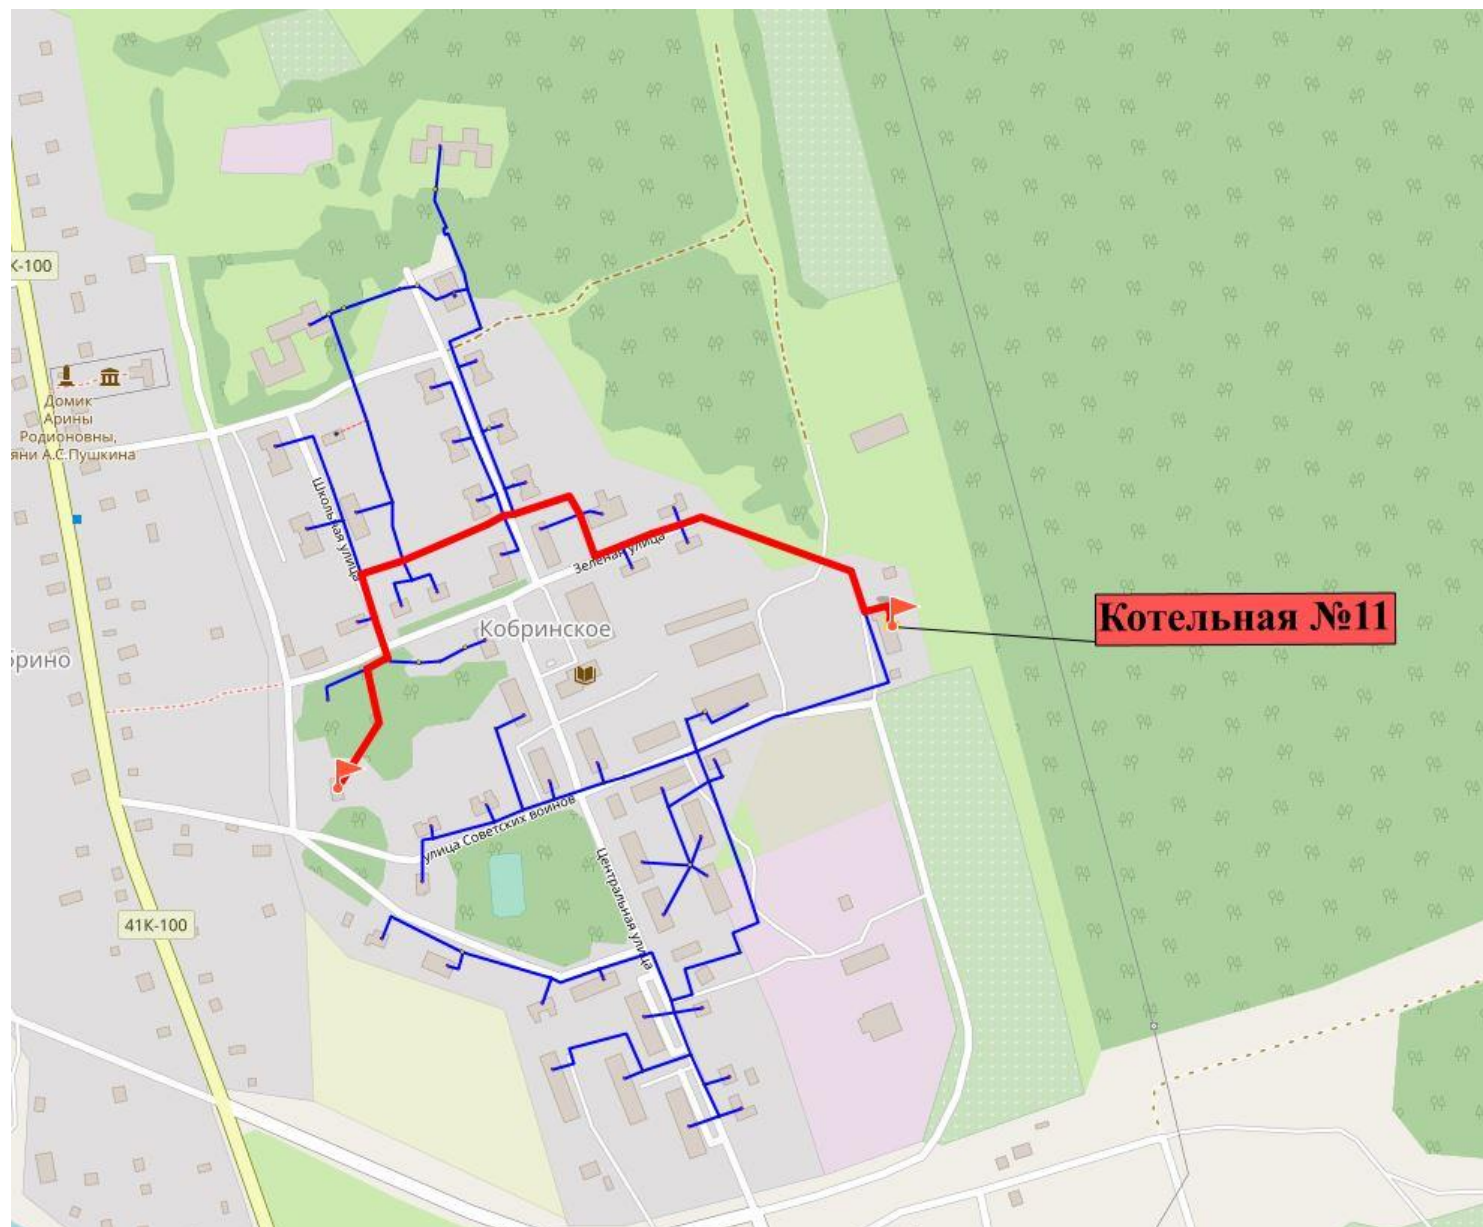 К-100
Домик
Арины
Родионовны,
яни А.С.Пушкина
Школьная улица
Зеленая улица
Котельная №11
Кобринское
брино
улица Советских воинов
Центральная улица
41К-100